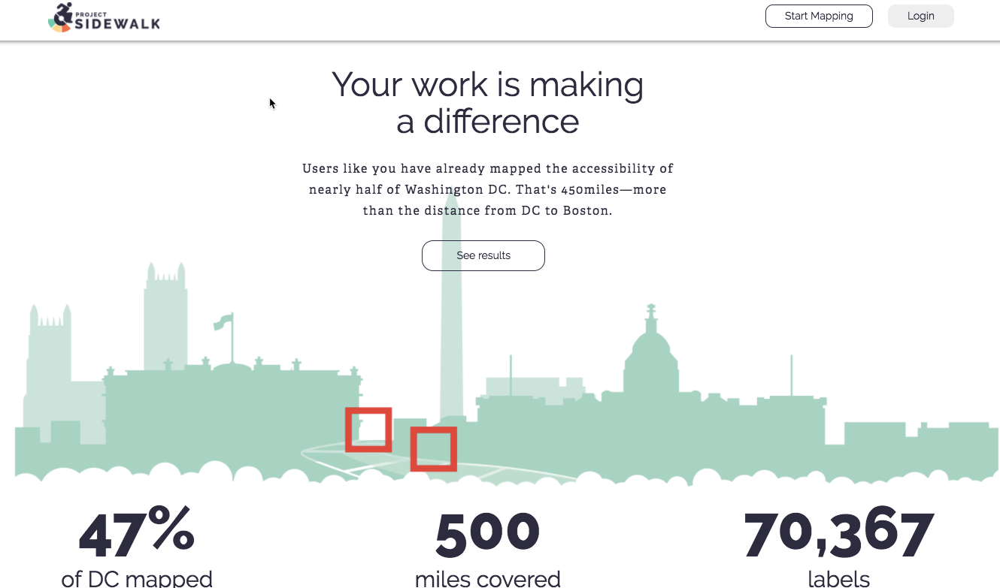 PROJECT
SIDEWALK
Start Mapping
Login
Your work is making
a difference
Users like you have already mapped the accessibility of
nearly half of Washington DC. That's 450miles—more
than the distance from DC to Boston.
See results
47%
500
70,367
of DC mapped
miles covered
labels